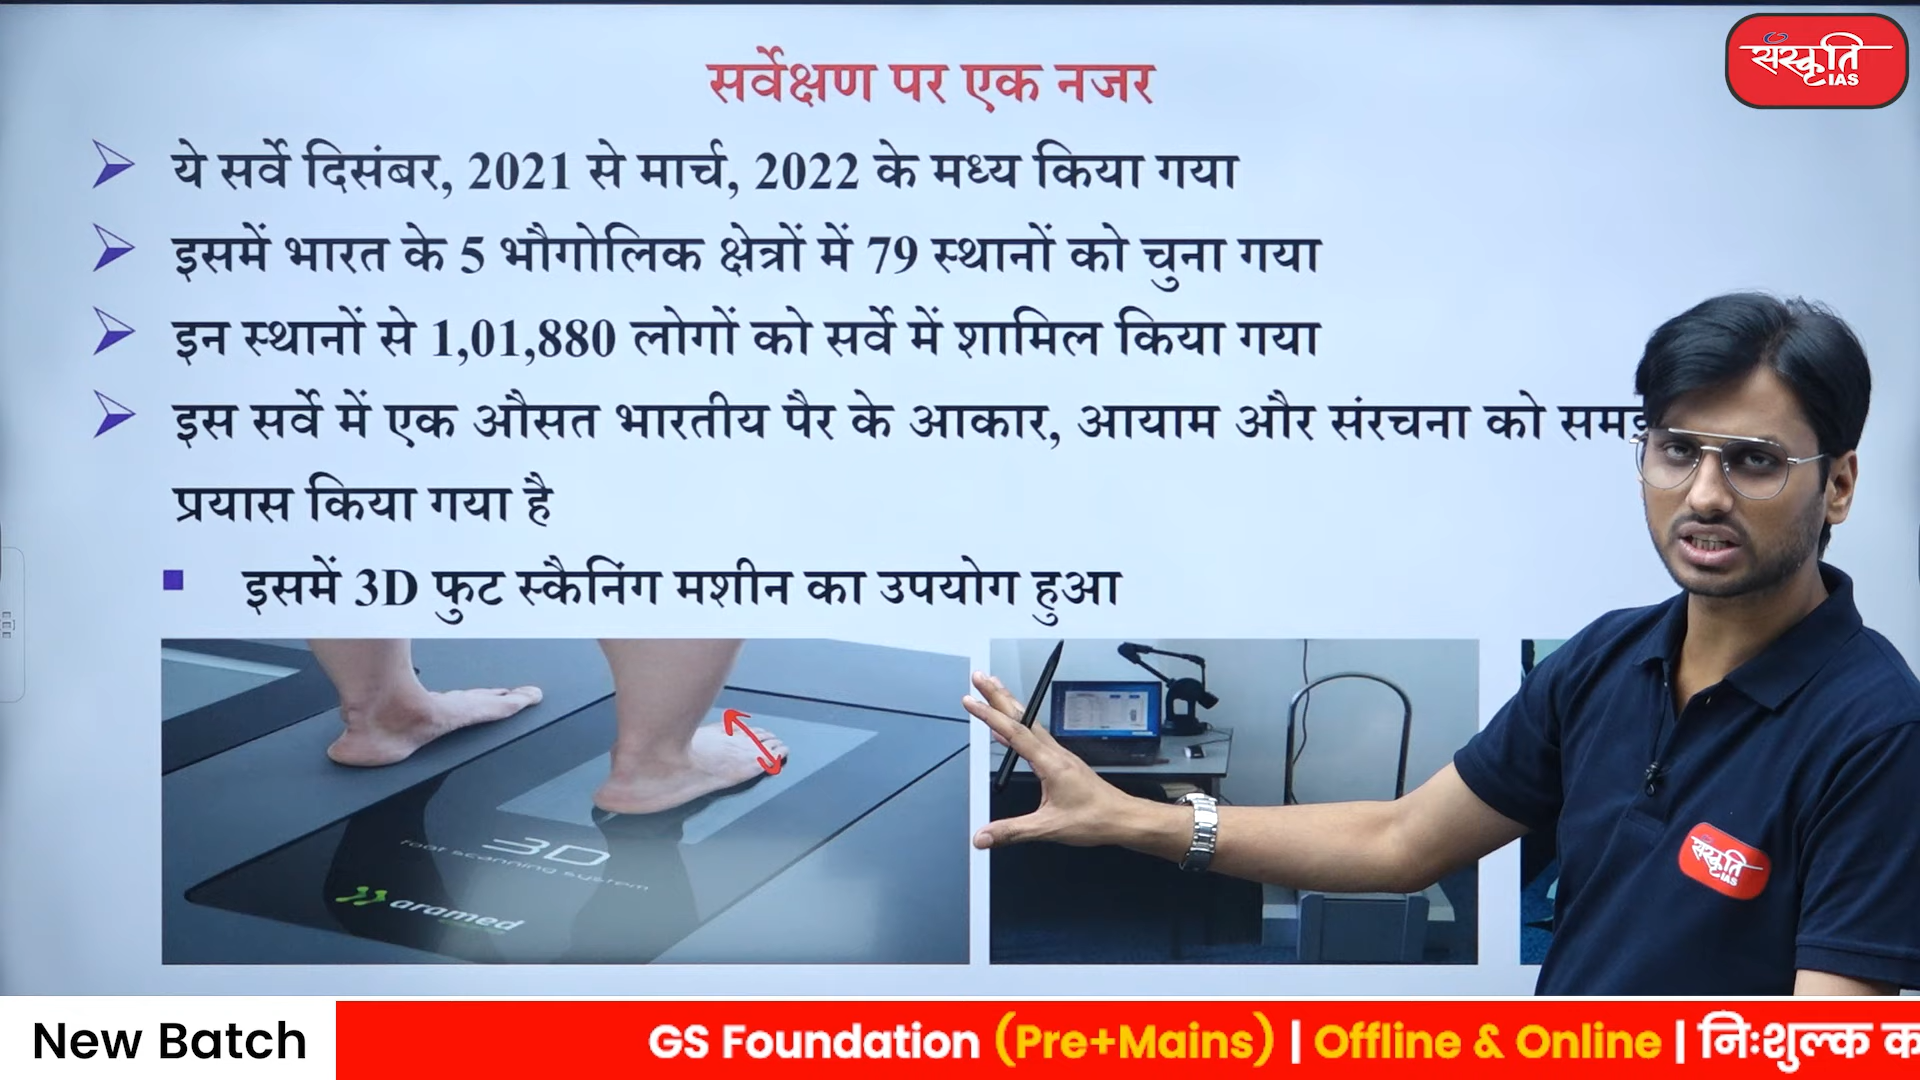 सर्वेक्षण पर एक नजर
संस्कृति
IAS
ये सर्वे दिसंबर, 2021 से मार्च, 2022 के मध्य किया गया
इसमें भारत के 5 भौगोलिक क्षेत्रों में 79 स्थानों को चुना गया
इन स्थानों से 1,01,880 लोगों को सर्वे में शामिल किया गया
इस सर्वे में एक औसत भारतीय पैर के आकार, आयाम और संरचना को
प्रयास किया गया है
इसमें 3D फुट स्कैनिंग मशीन का उपयोग हुआ
3D
foot scanning system
aramed
संस्कृति
IAS
New Batch
GS Foundation (Pre+Mains) | Offline & Online | निःशुल्क